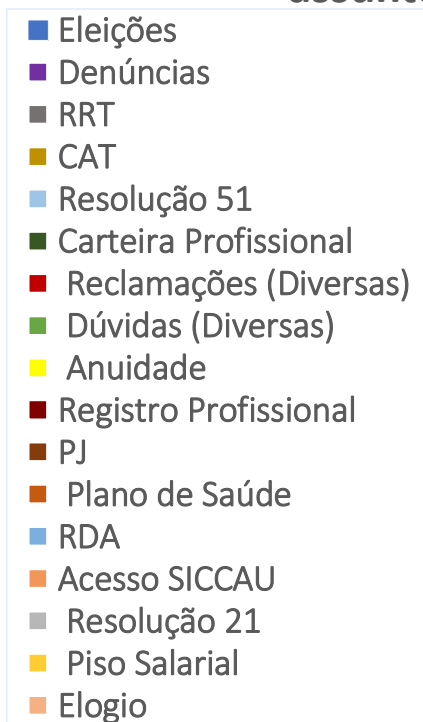 Eleições
Denúncias
RRT
CAT
Resolução 51
Carteira Profissional
Reclamações (Diversas)
Dúvidas (Diversas)
Anuidade
Registro Profissional
PJ
Plano de Saúde
RDA
Acesso SICCAU
Resolução 21
Piso Salarial
Elogio